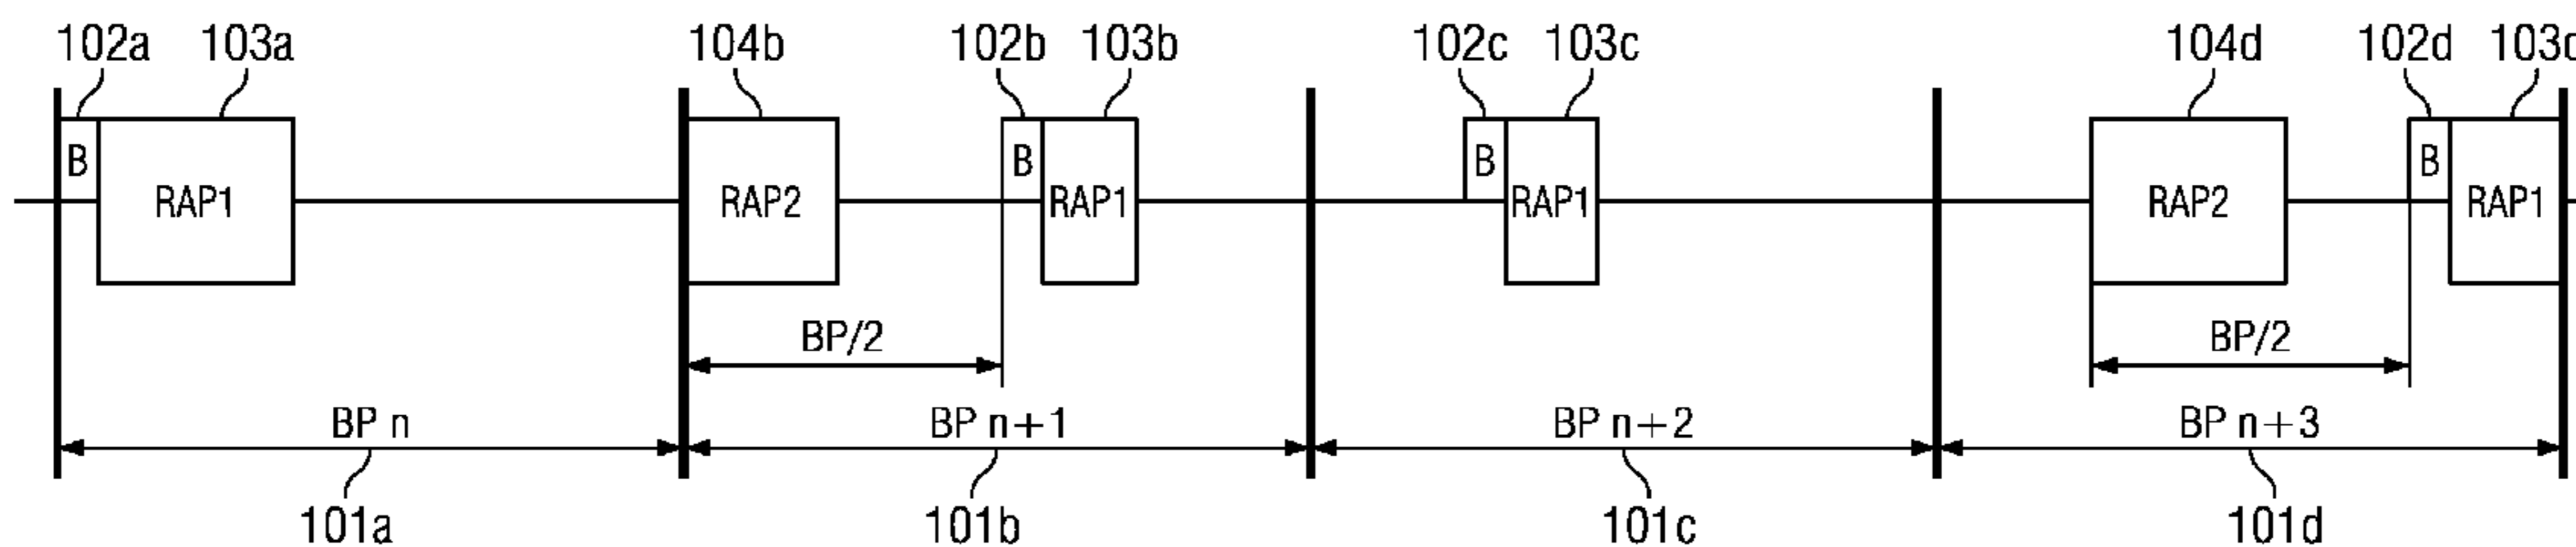 102a 103a 104b 102b 103b 102c 103c 104d 102d 103d
B B B B
RAP1 RAP2 RAP1 RAP1 RAP2 RAP1
BP/2 BP/2
BP n BP n+1 BP n+2 BP n+3
101a 101b 101c 101d